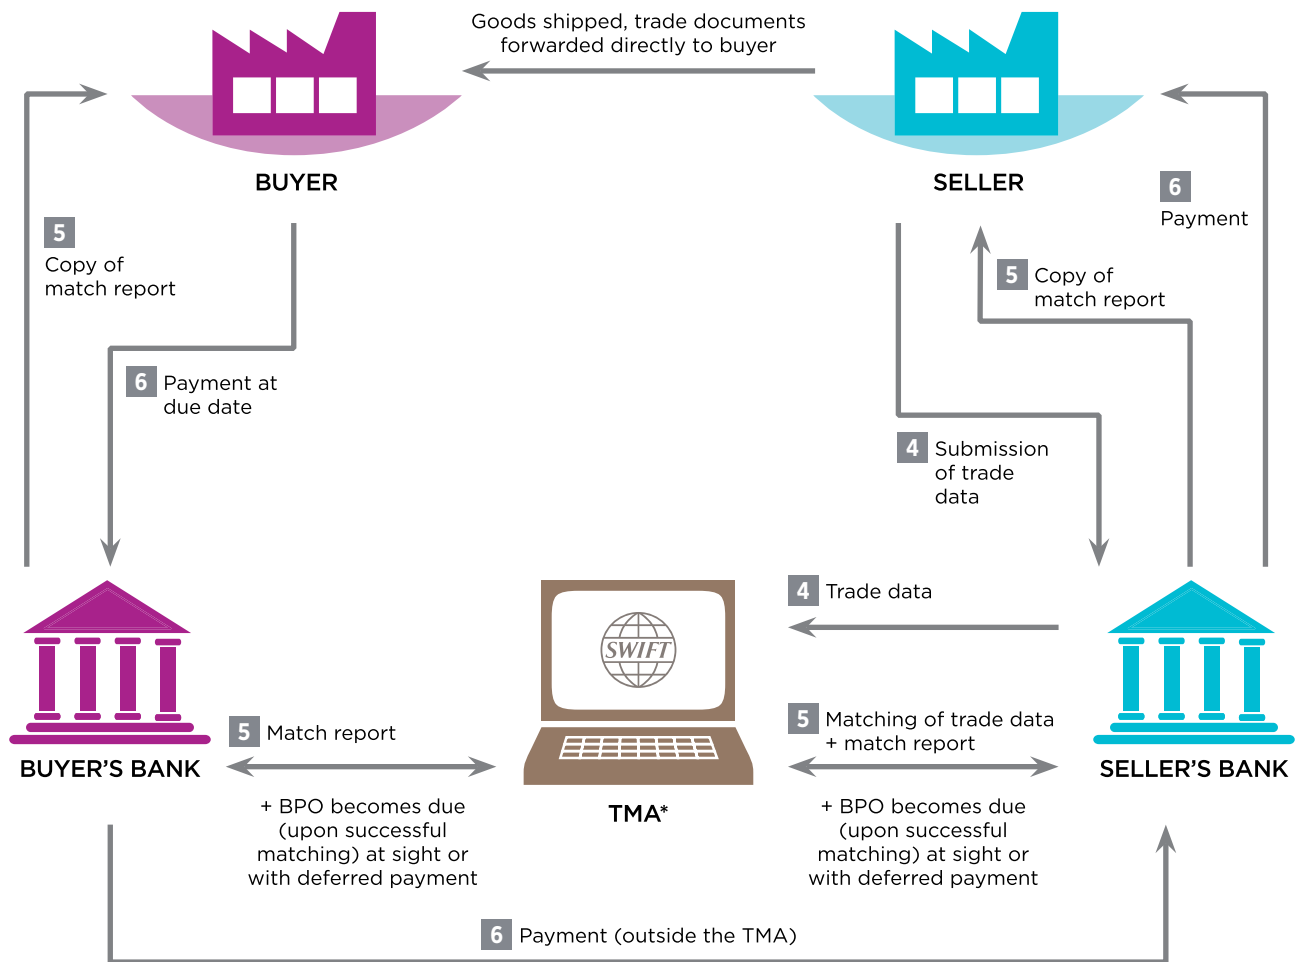 Goods shipped, trade documents
forwarded directly to buyer
BUYER
SELLER
6
Payment
5
Copy of
match report
5
Copy of
match report
6
Payment at
due date
4
Submission
of trade
data
4
Trade data
SWIFT
5
Match report
5
Matching of trade data
+ match report
BUYER’S BANK
SELLER’S BANK
+ BPO becomes due
(upon successful
matching) at sight or
with deferred payment
TMA*
+ BPO becomes due
(upon successful
matching) at sight or
with deferred payment
6
Payment (outside the TMA)